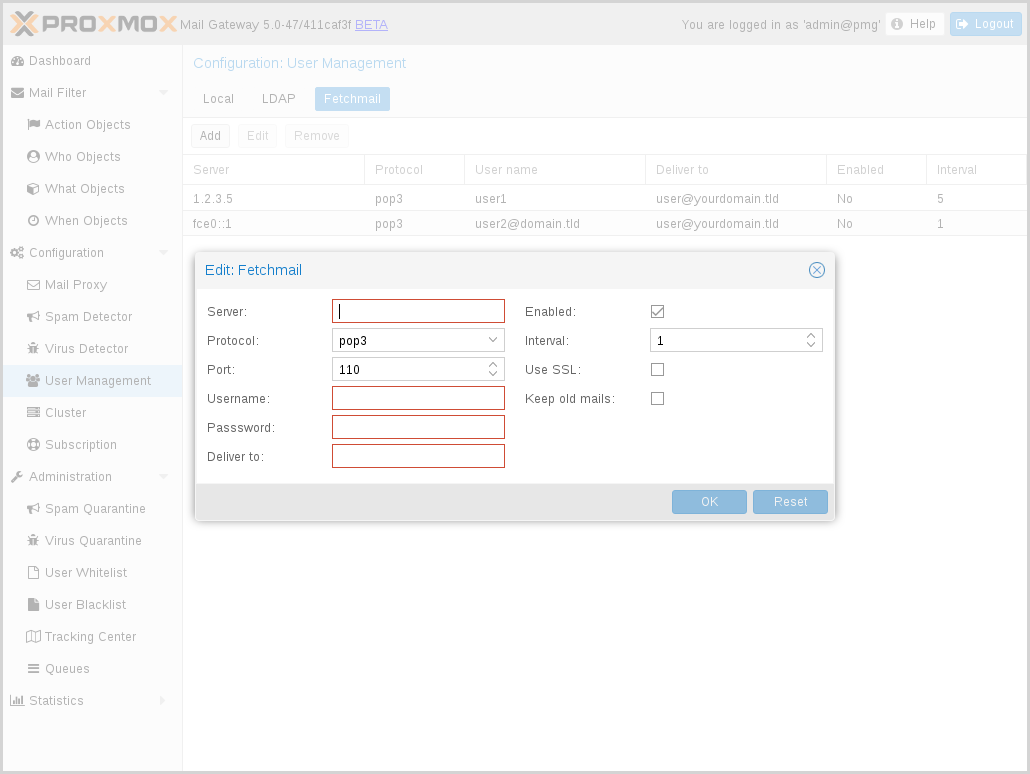 PROXMOX Mail Gateway 5.0-47/411caf3f BETA You are logged in as 'admin@pmg' Help Logout
Dashboard
Mail Filter
Action Objects
Who Objects
What Objects
When Objects
Configuration
Mail Proxy
Spam Detector
Virus Detector
User Management
Cluster
Subscription
Administration
Spam Quarantine
Virus Quarantine
User Whitelist
User Blacklist
Tracking Center
Queues
Statistics
Configuration: User Management
Local LDAP Fetchmail
Add Edit Remove
Server Protocol User name Deliver to Enabled Interval
1.2.3.5 pop3 user1 user@yourdomain.tld No 5
fce0::1 pop3 user2@domain.tld user@yourdomain.tld No 1
Edit: Fetchmail
Server: Enabled:
Protocol: pop3 Interval: 1
Port: 110 Use SSL:
Username: Keep old mails:
Passsword:
Deliver to:
OK Reset